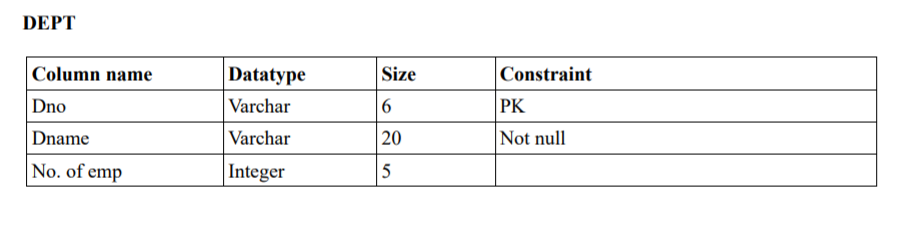 DEPT
Column name Datatype Size Constraint
Dno Varchar 6 PK
Dname Varchar 20 Not null
No. of emp Integer 5